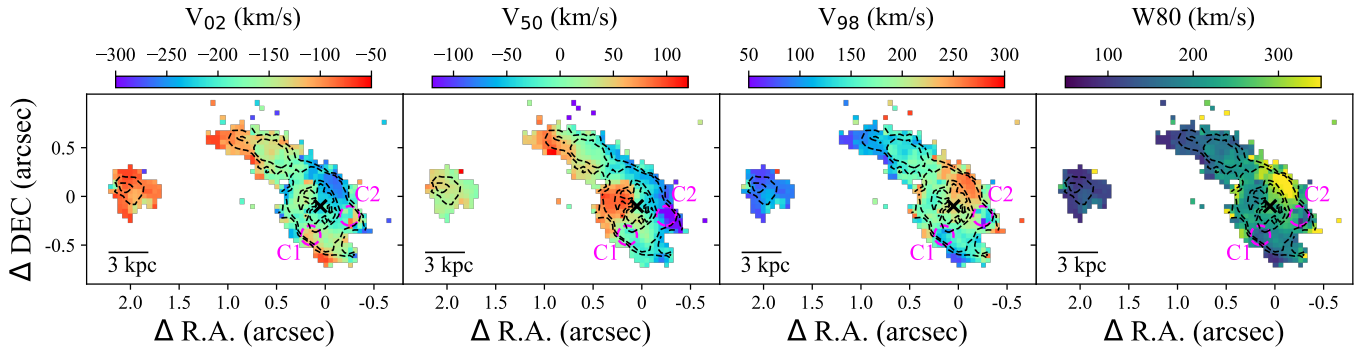 V₀₂ (km/s) V₅₀ (km/s) V₉₈ (km/s) W80 (km/s)
−300 −250 −200 −150 −100 −50 −100 −50 0 50 100 50 100 150 200 250 300 100 200 300
0.5
0
-0.5
Δ DEC (arcsec)
C2 C2 C2 C2
C1 C1 C1 C1
3 kpc 3 kpc 3 kpc 3 kpc
2.0 1.5 1.0 0.5 0 -0.5 2.0 1.5 1.0 0.5 0 -0.5 2.0 1.5 1.0 0.5 0 -0.5 2.0 1.5 1.0 0.5 0 -0.5
Δ R.A. (arcsec) Δ R.A. (arcsec) Δ R.A. (arcsec) Δ R.A. (arcsec)